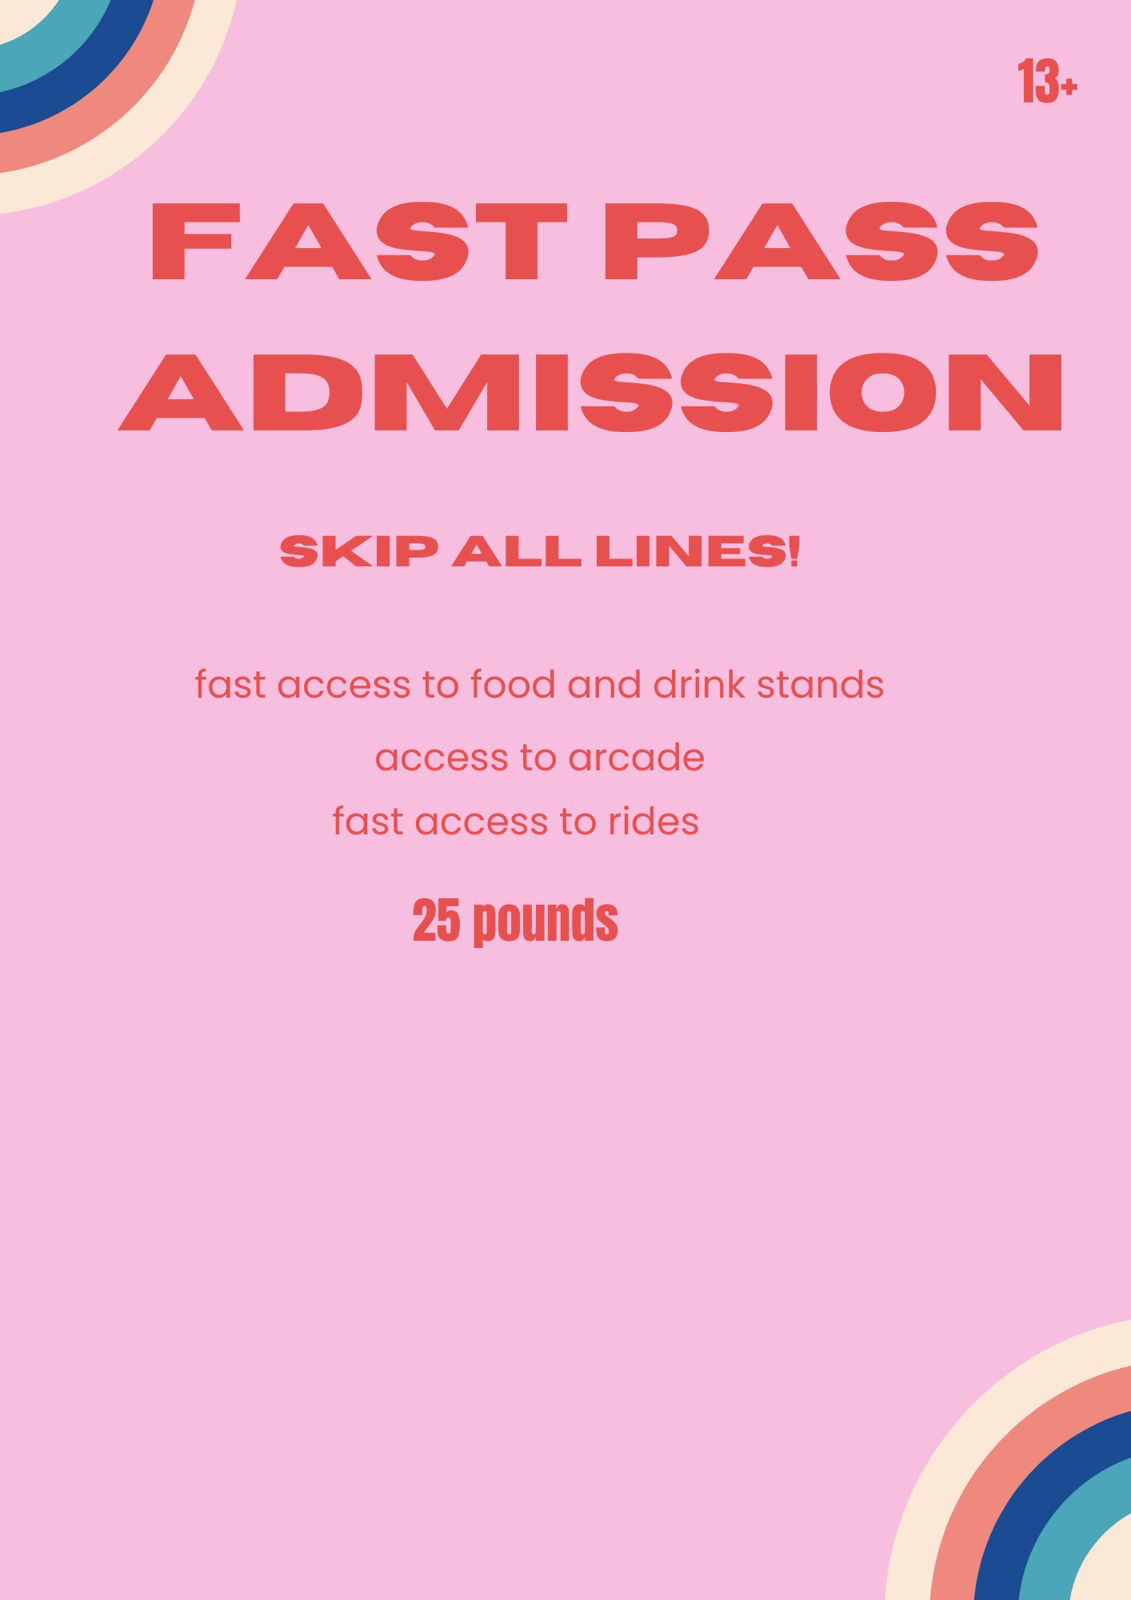 13+
FAST PASS
ADMISSION
SKIP ALL LINES!
fast access to food and drink stands
access to arcade
fast access to rides
25 pounds